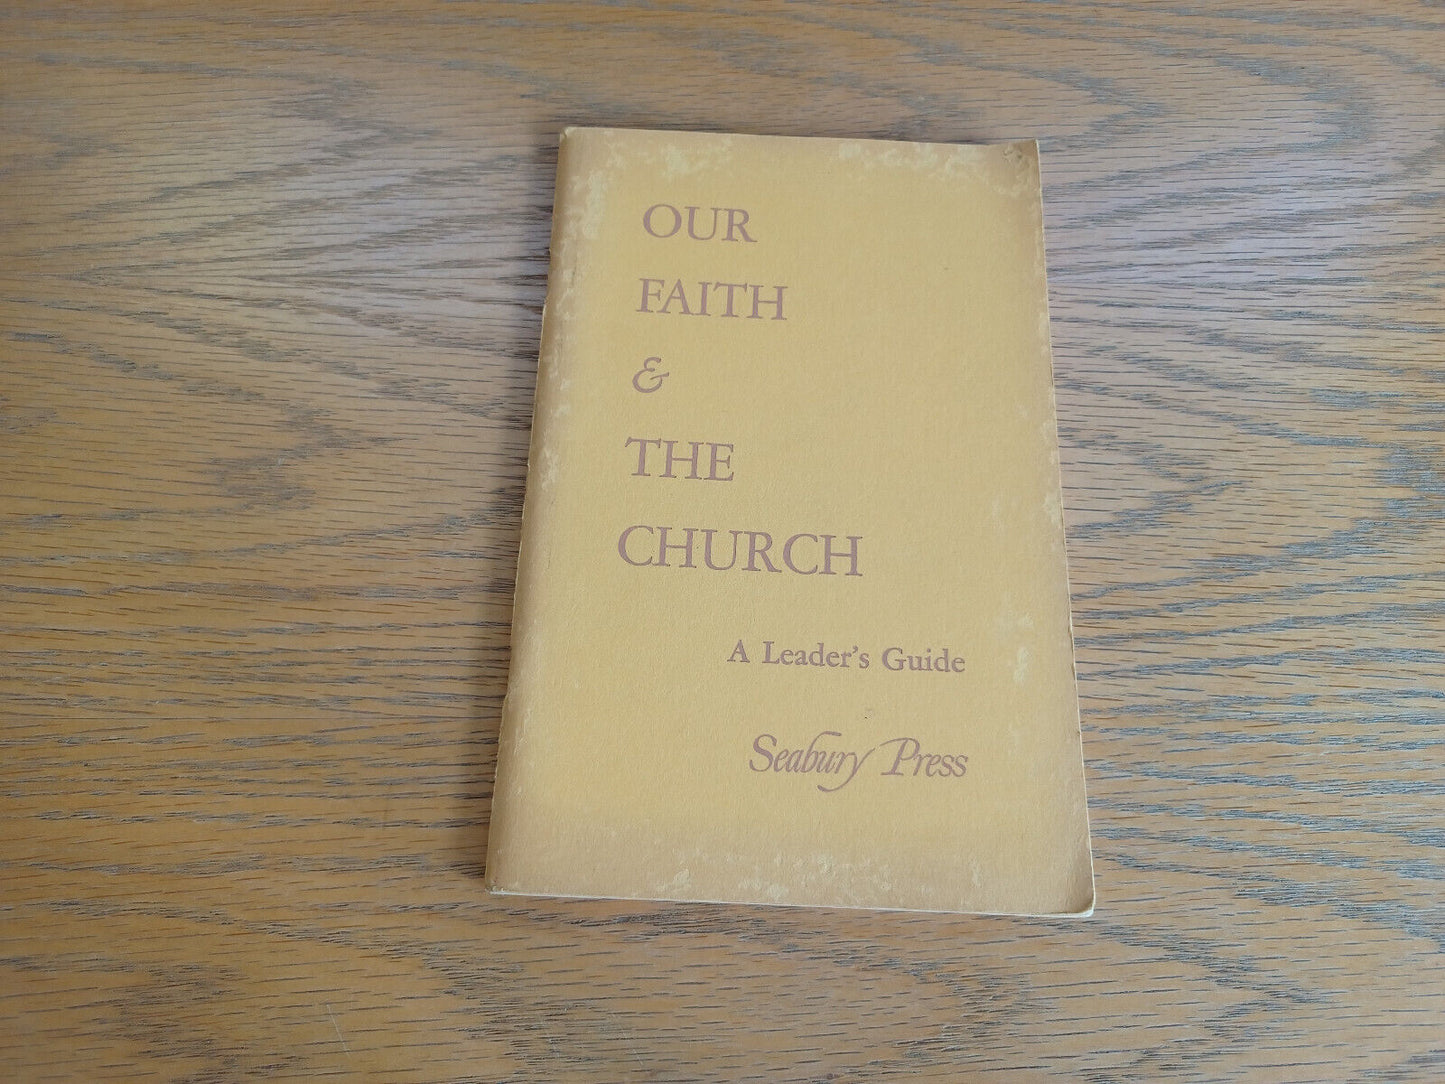 OUR
FAITH
&
THE
CHURCH
A Leader's Guide
Seabury Press